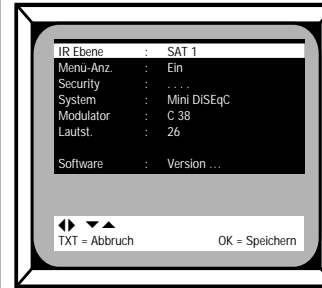 IR Ebene : SAT 1
Menü-Anz. : Ein
Security : . . . .
System : Mini DiSEqC
Modulator : C 38
Lautst. : 26
Software : Version ...
TXT = Abbruch OK = Speichern